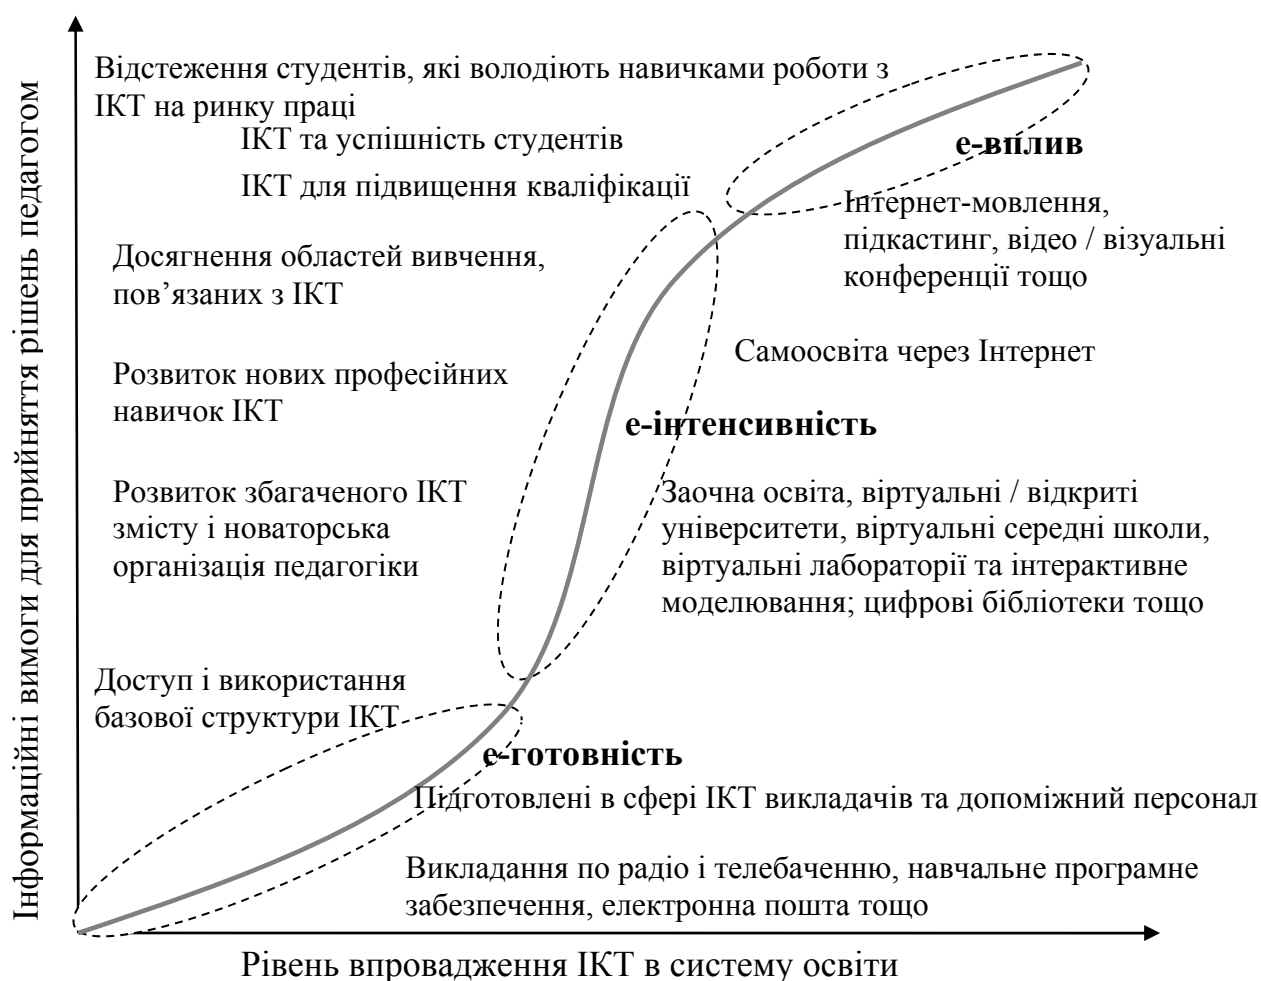 Інформаційні вимоги для прийняття рішень педагогом
Відстеження студентів, які володіють навичками роботи з
ІКТ на ринку праці
ІКТ та успішність студентів
ІКТ для підвищення кваліфікації
е-вплив
Інтернет-мовлення,
підкастинг, відео / візуальні
конференції тощо
Досягнення областей вивчення,
пов’язаних з ІКТ
Самоосвіта через Інтернет
Розвиток нових професійних
навичок ІКТ
е-інтенсивність
Розвиток збагаченого ІКТ
змісту і новаторська
організація педагогіки
Заочна освіта, віртуальні / відкриті
університети, віртуальні середні школи,
віртуальні лабораторії та інтерактивне
моделювання; цифрові бібліотеки тощо
Доступ і використання
базової структури ІКТ
е-готовність
Підготовлені в сфері ІКТ викладачів та допоміжний персонал
Викладання по радіо і телебаченню, навчальне програмне
забезпечення, електронна пошта тощо
Рівень впровадження ІКТ в систему освіти